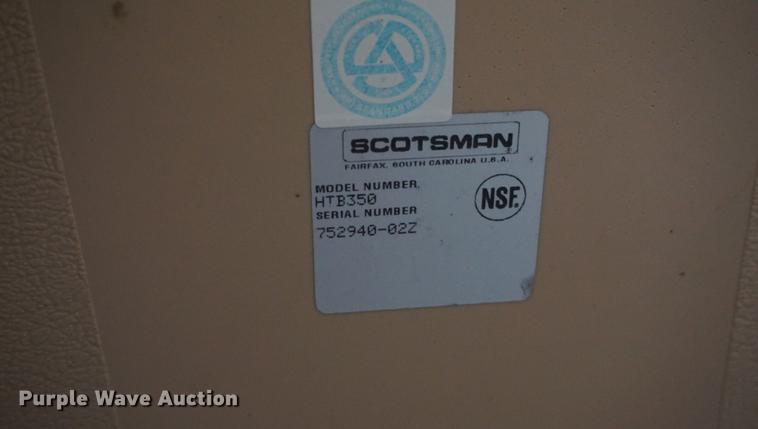 SCOTSMAN
FAIRFAX, SOUTH CAROLINA U.S.A.
MODEL NUMBER
HTB350
SERIAL NUMBER
752940-02Z
NSF.
Purple Wave Auction